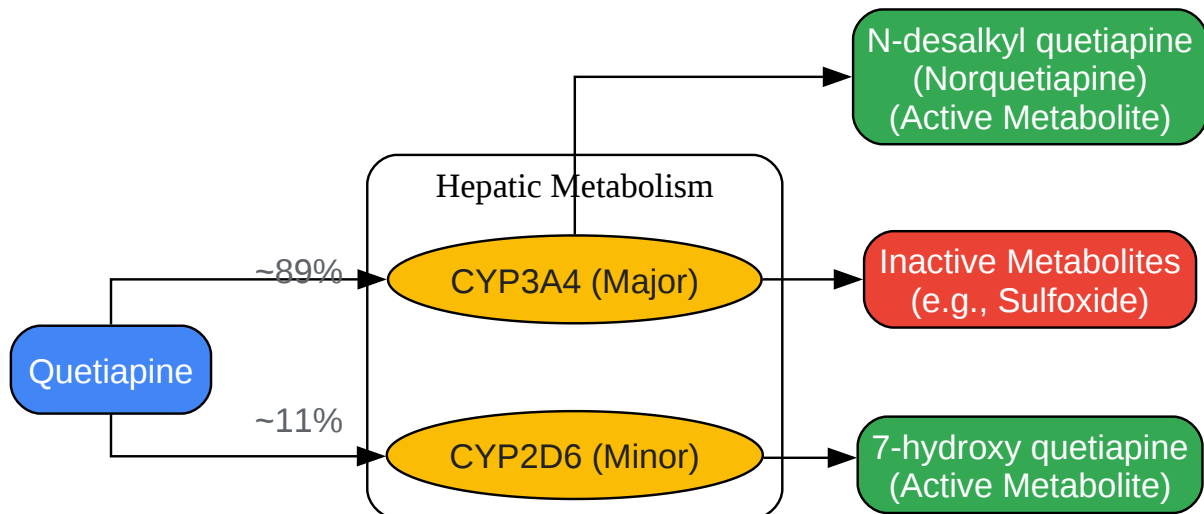 N-desalkyl quetiapine
(Norquetiapine)
(Active Metabolite)
Hepatic Metabolism
~89%
CYP3A4 (Major)
Inactive Metabolites
(e.g., Sulfoxide)
Quetiapine
~11%
CYP2D6 (Minor)
7-hydroxy quetiapine
(Active Metabolite)